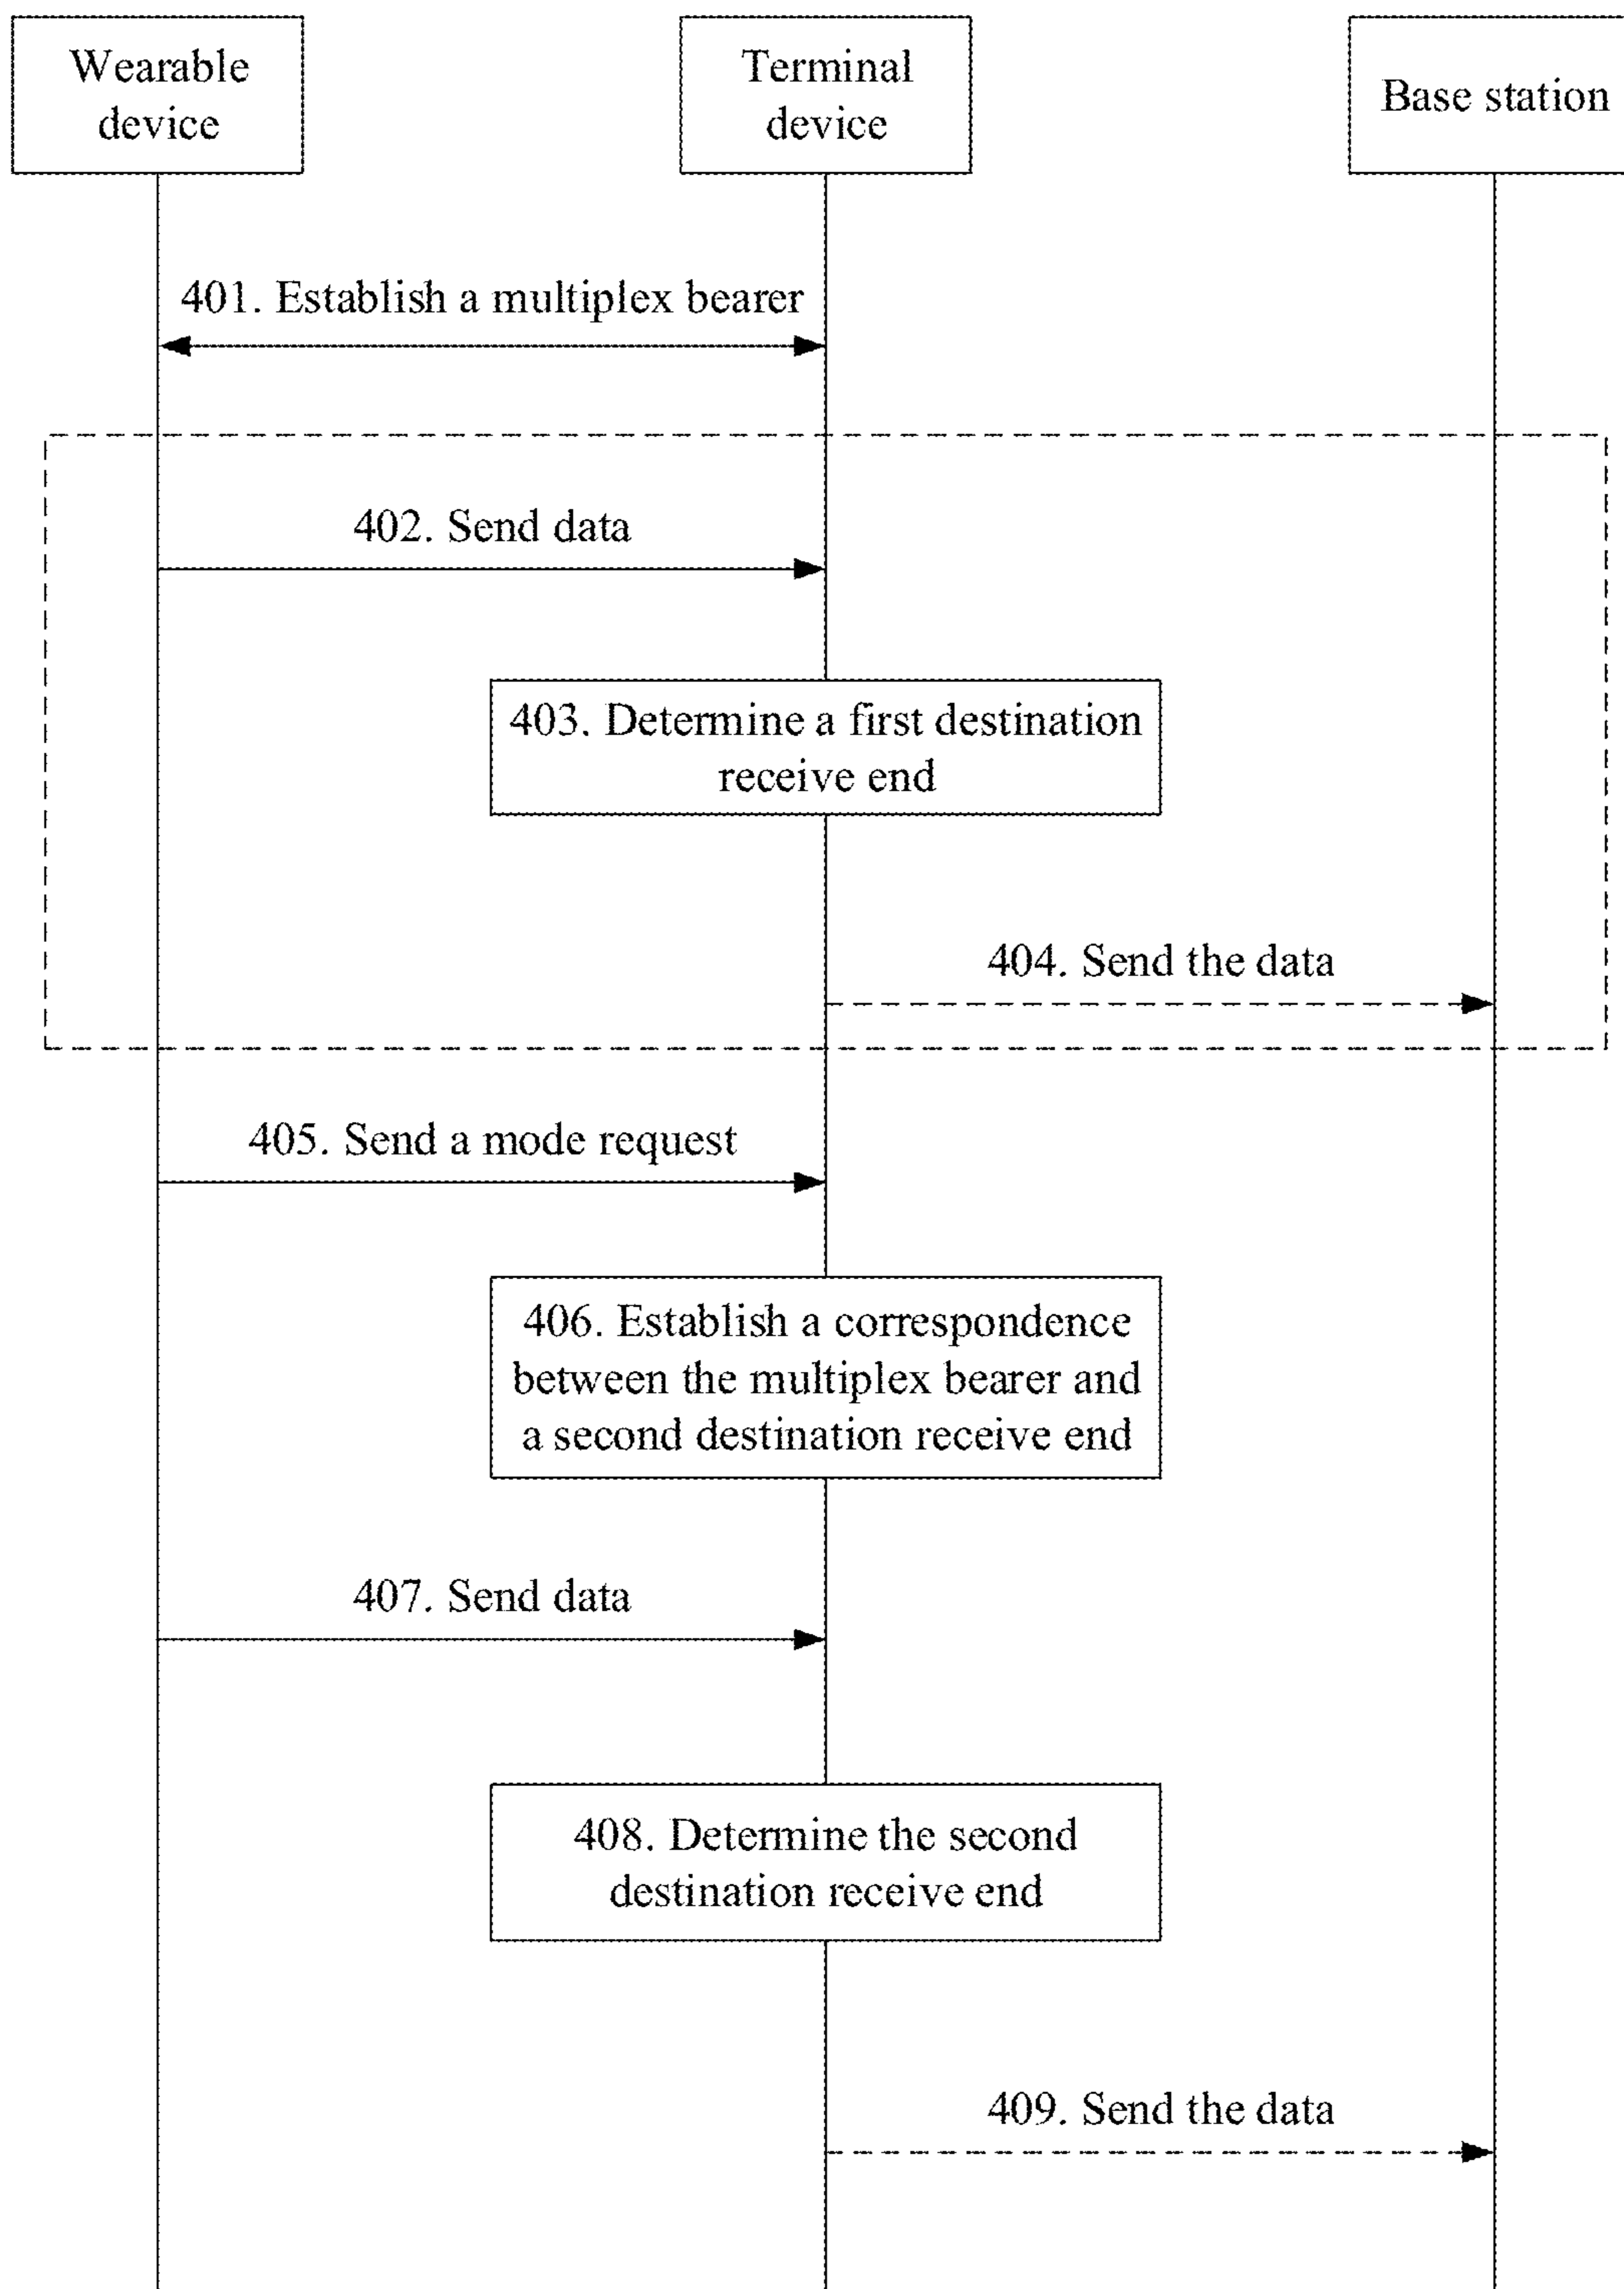 Wearable
device
Terminal
device
Base station
401. Establish a multiplex bearer
402. Send data
403. Determine a first destination
receive end
404. Send the data
405. Send a mode request
406. Establish a correspondence
between the multiplex bearer and
a second destination receive end
407. Send data
408. Determine the second
destination receive end
409. Send the data